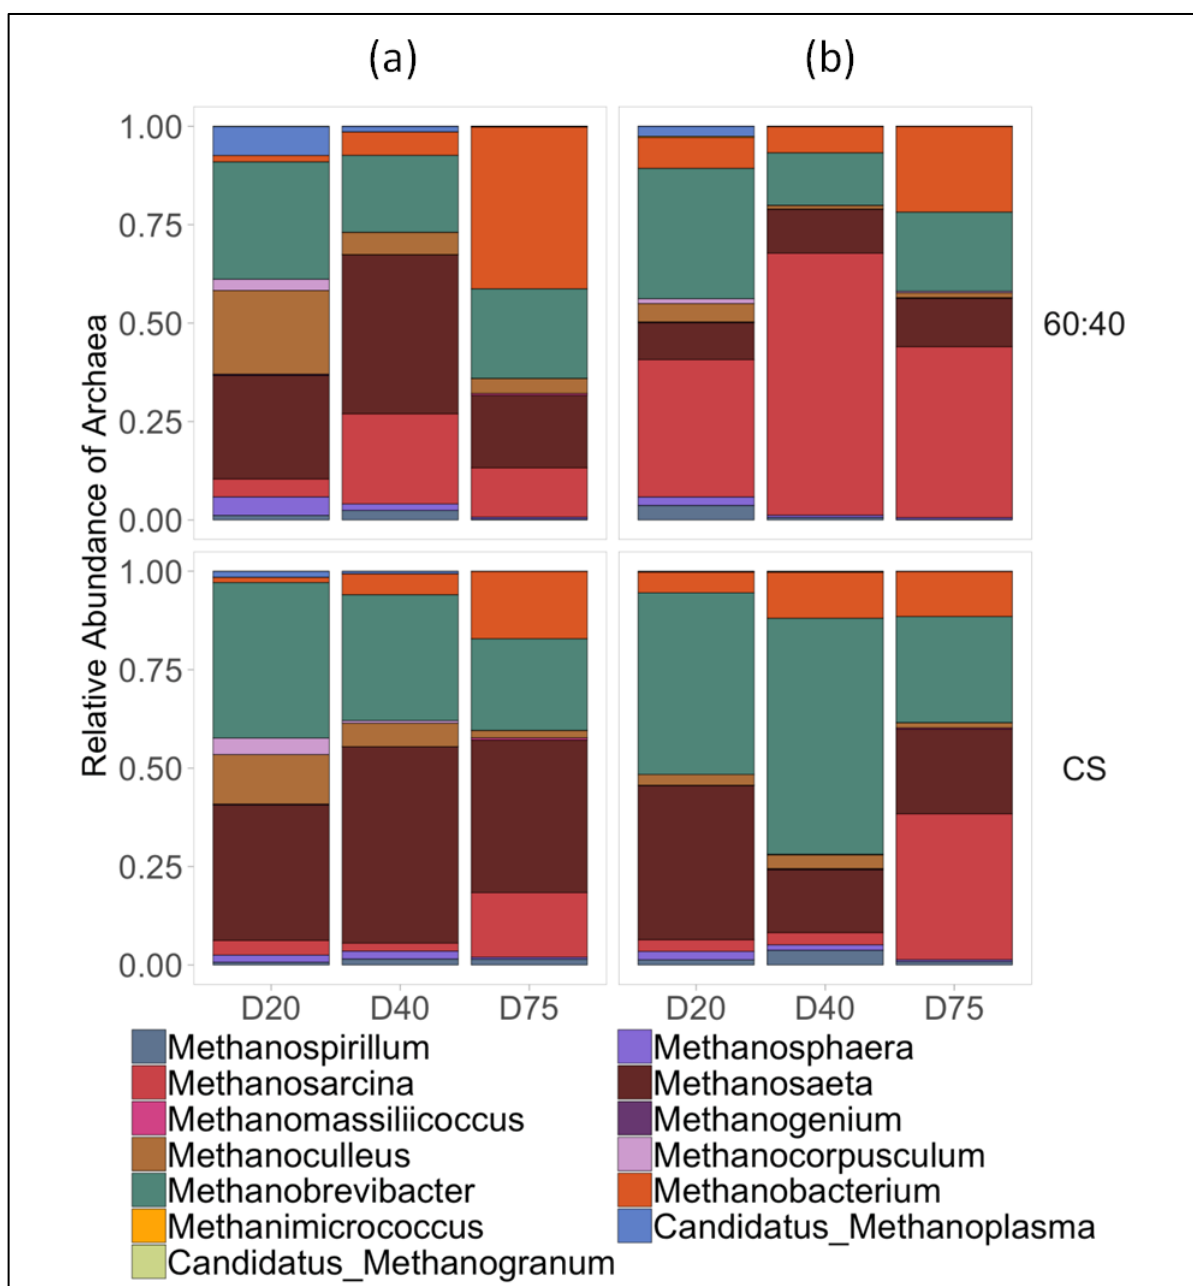 (a)
(b)
Relative Abundance of Archaea
1.00
0.75
0.50
0.25
0.00
60:40
1.00
0.75
0.50
0.25
0.00
CS
D20 D40 D75
D20 D40 D75
Methanospirillum
Methanosphaera
Methanosarcina
Methanosaeta
Methanomassiliicoccus
Methanogenium
Methanoculleus
Methanocorpusculum
Methanobrevibacter
Methanobacterium
Methanimicrococcus
Candidatus_Methanoplasma
Candidatus_Methanogranum